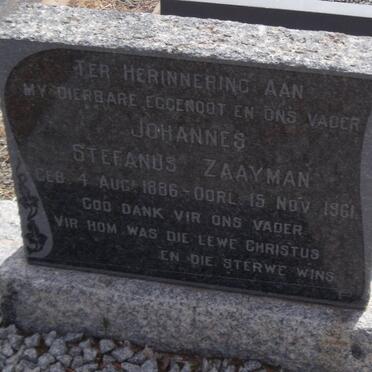 TER HERINNERING AAN
MY DIERBARE EGGENOOT EN ONS VADER
JOHANNES
STEFANUS ZAAYMAN
GEB. 4 AUG. 1886 - OORL. 15 NOV. 1961.
GOD DANK VIR ONS VADER
VIR HOM WAS DIE LEWE CHRISTUS
EN DIE STERWE WINS